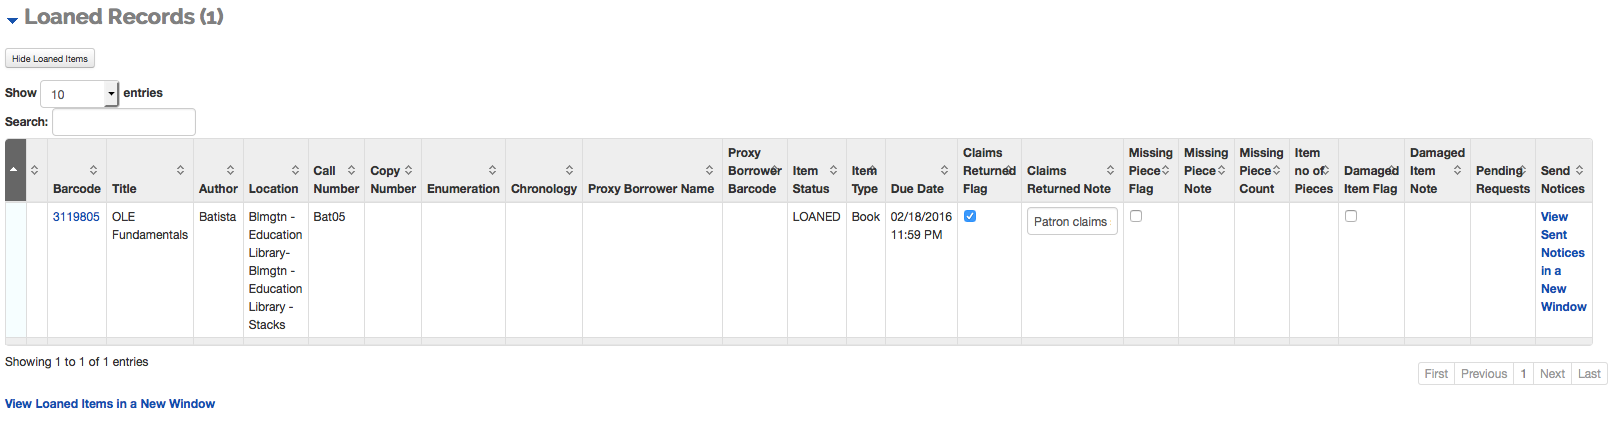 Loaned Records (1)
Hide Loaned Items
Show 10 entries
Search:
Barcode Title Author Location Call Number Copy Number Enumeration Chronology Proxy Borrower Name Proxy Borrower Barcode Item Status Item Type Due Date Claims Returned Flag Claims Returned Note Missing Piece Flag Missing Piece Note Missing Piece Count Item no of Pieces Damaged Item Flag Damaged Item Note Pending Requests Send Notices
3119805 OLE Fundamentals Batista Blmgtn - Education Library- Blmgtn - Education Library - Stacks Bat05 LOANED Book 02/18/2016 11:59 PM Patron claims View Sent Notices in a New Window
Showing 1 to 1 of 1 entries
First Previous 1 Next Last
View Loaned Items in a New Window